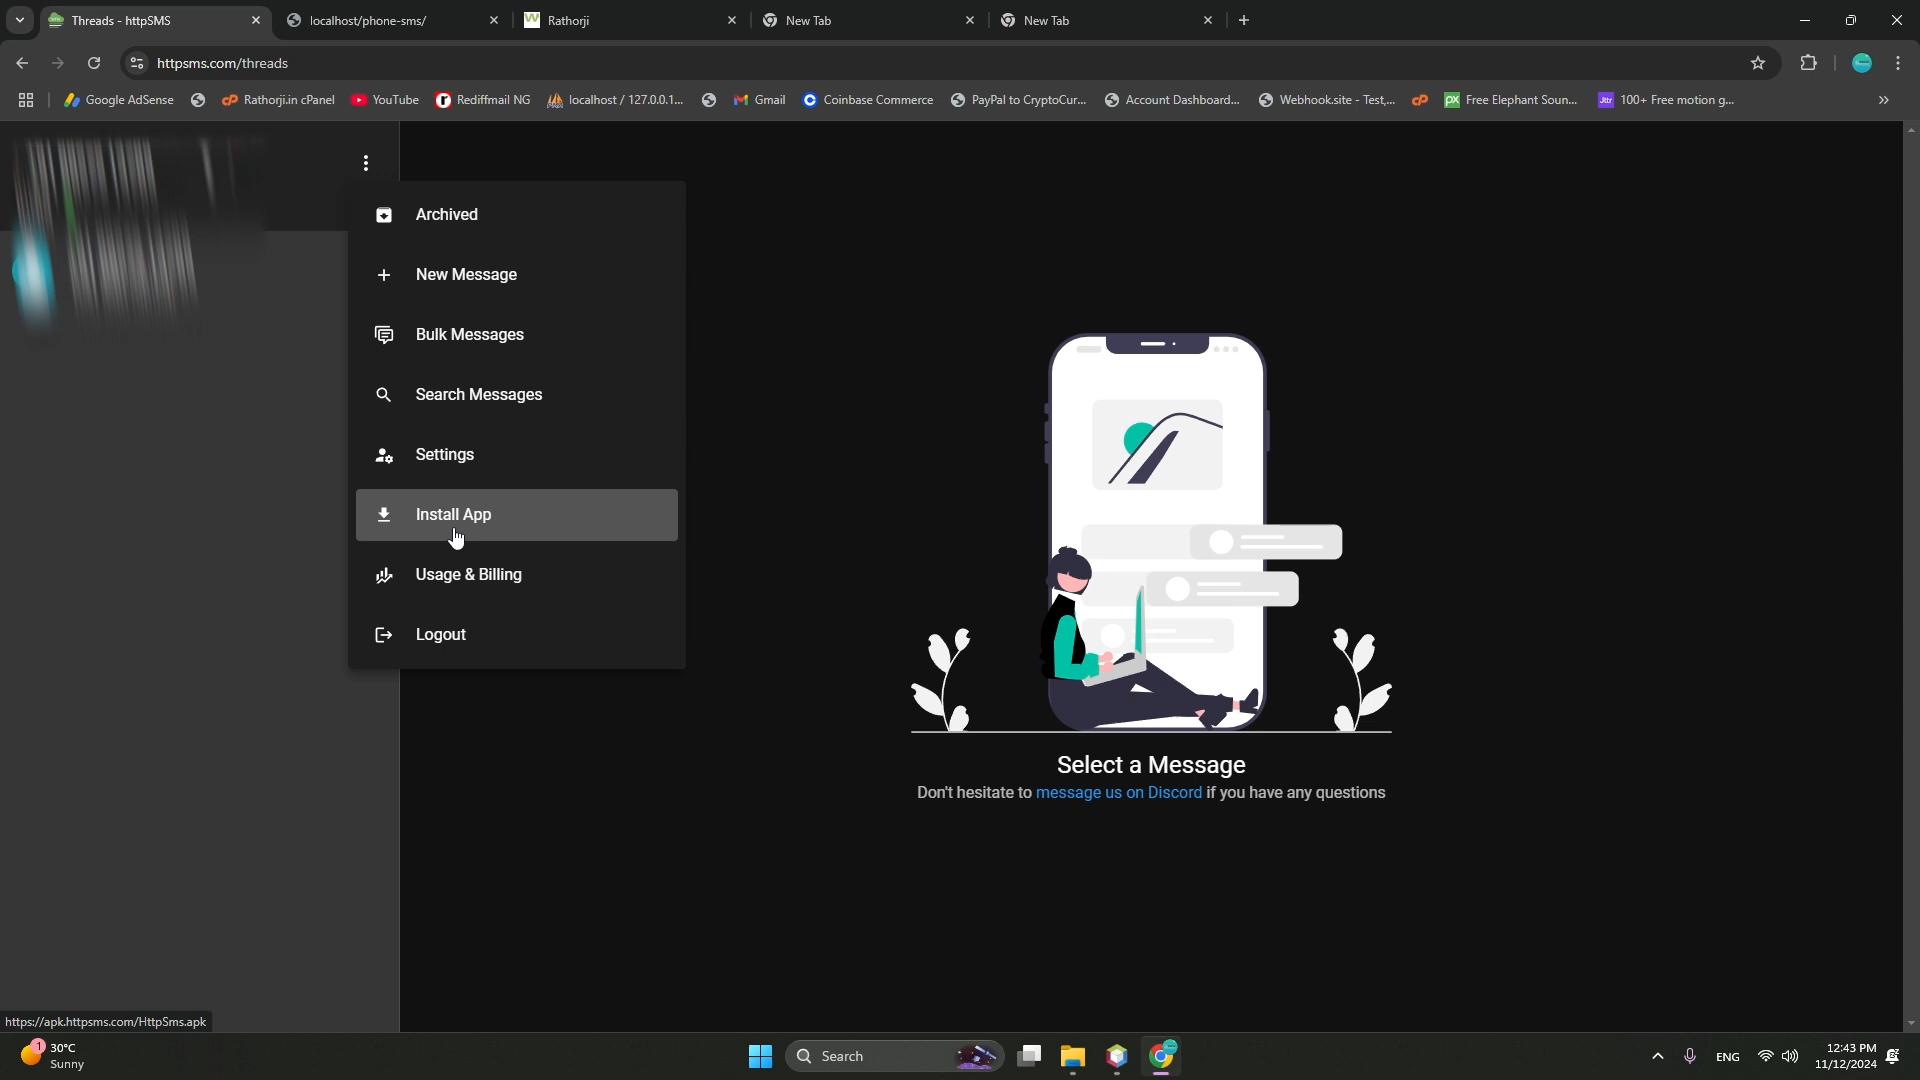 Threads - httpSMS
localhost/phone-sms/
Rathorji
New Tab
New Tab
httpsms.com/threads
Google AdSense
Rathorji.in cPanel
YouTube
Rediffmail NG
localhost / 127.0.0.1...
Gmail
Coinbase Commerce
PayPal to CryptoCur...
Account Dashboard...
Webhook.site - Test,...
Free Elephant Soun...
100+ Free motion g...
Archived
New Message
Bulk Messages
Search Messages
Settings
Install App
Usage & Billing
Logout
Select a Message
Don't hesitate to message us on Discord if you have any questions
https://apk.httpsms.com/HttpSms.apk
1
30°C
Sunny
Search
ENG
12:43 PM
11/12/2024